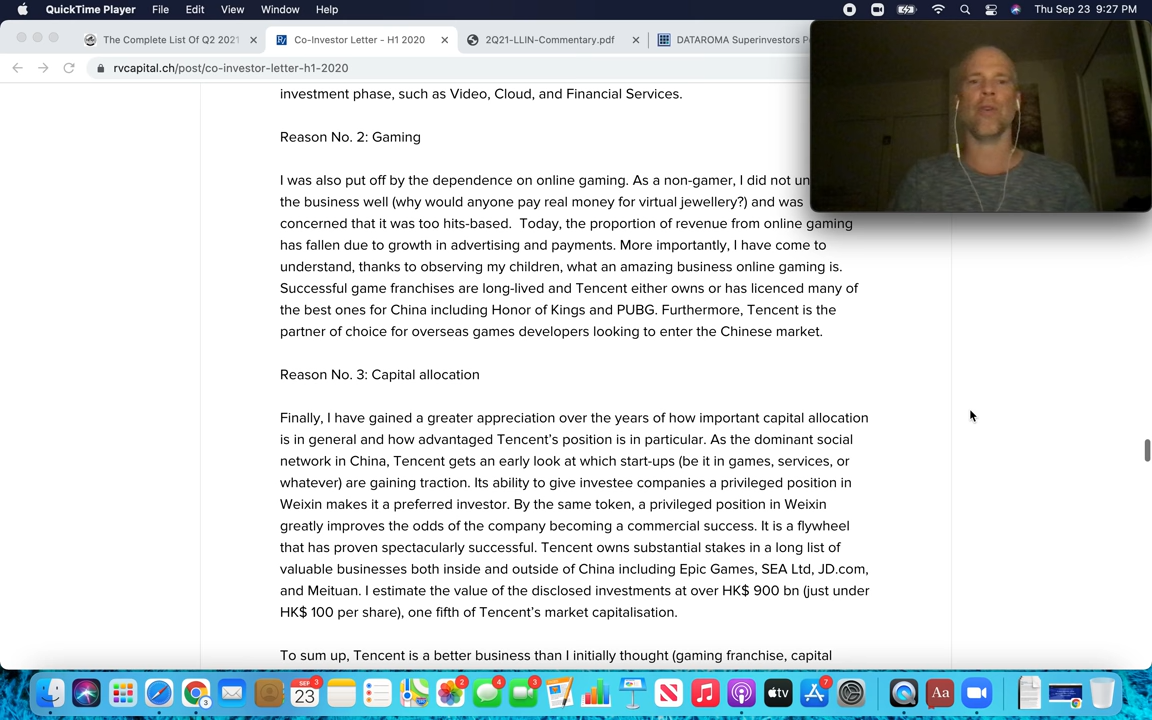 QuickTime Player File Edit View Window Help Thu Sep 23 9:27 PM
The Complete List Of Q2 2021 Co-Investor Letter - H1 2020 2Q21-LLIN-Commentary.pdf DATAROMA Superinvestors
rvcapital.ch/post/co-investor-letter-h1-2020
investment phase, such as Video, Cloud, and Financial Services.
Reason No. 2: Gaming
I was also put off by the dependence on online gaming. As a non-gamer, I did not
the business well (why would anyone pay real money for virtual jewellery?) and was
concerned that it was too hits-based. Today, the proportion of revenue from online gaming
has fallen due to growth in advertising and payments. More importantly, I have come to
understand, thanks to observing my children, what an amazing business online gaming is.
Successful game franchises are long-lived and Tencent either owns or has licenced many of
the best ones for China including Honor of Kings and PUBG. Furthermore, Tencent is the
partner of choice for overseas games developers looking to enter the Chinese market.
Reason No. 3: Capital allocation
Finally, I have gained a greater appreciation over the years of how important capital allocation
is in general and how advantaged Tencent's position is in particular. As the dominant social
network in China, Tencent gets an early look at which start-ups (be it in games, services, or
whatever) are gaining traction. Its ability to give investee companies a privileged position in
Weixin makes it a preferred investor. By the same token, a privileged position in Weixin
greatly improves the odds of the company becoming a commercial success. It is a flywheel
that has proven spectacularly successful. Tencent owns substantial stakes in a long list of
valuable businesses both inside and outside of China including Epic Games, SEA Ltd, JD.com,
and Meituan. I estimate the value of the disclosed investments at over HK$ 900 bn (just under
HK$ 100 per share), one fifth of Tencent's market capitalisation.
To sum up, Tencent is a better business than I initially thought (gaming franchise, capital
3 SEP 23 2 4 3 tv 7 Aa